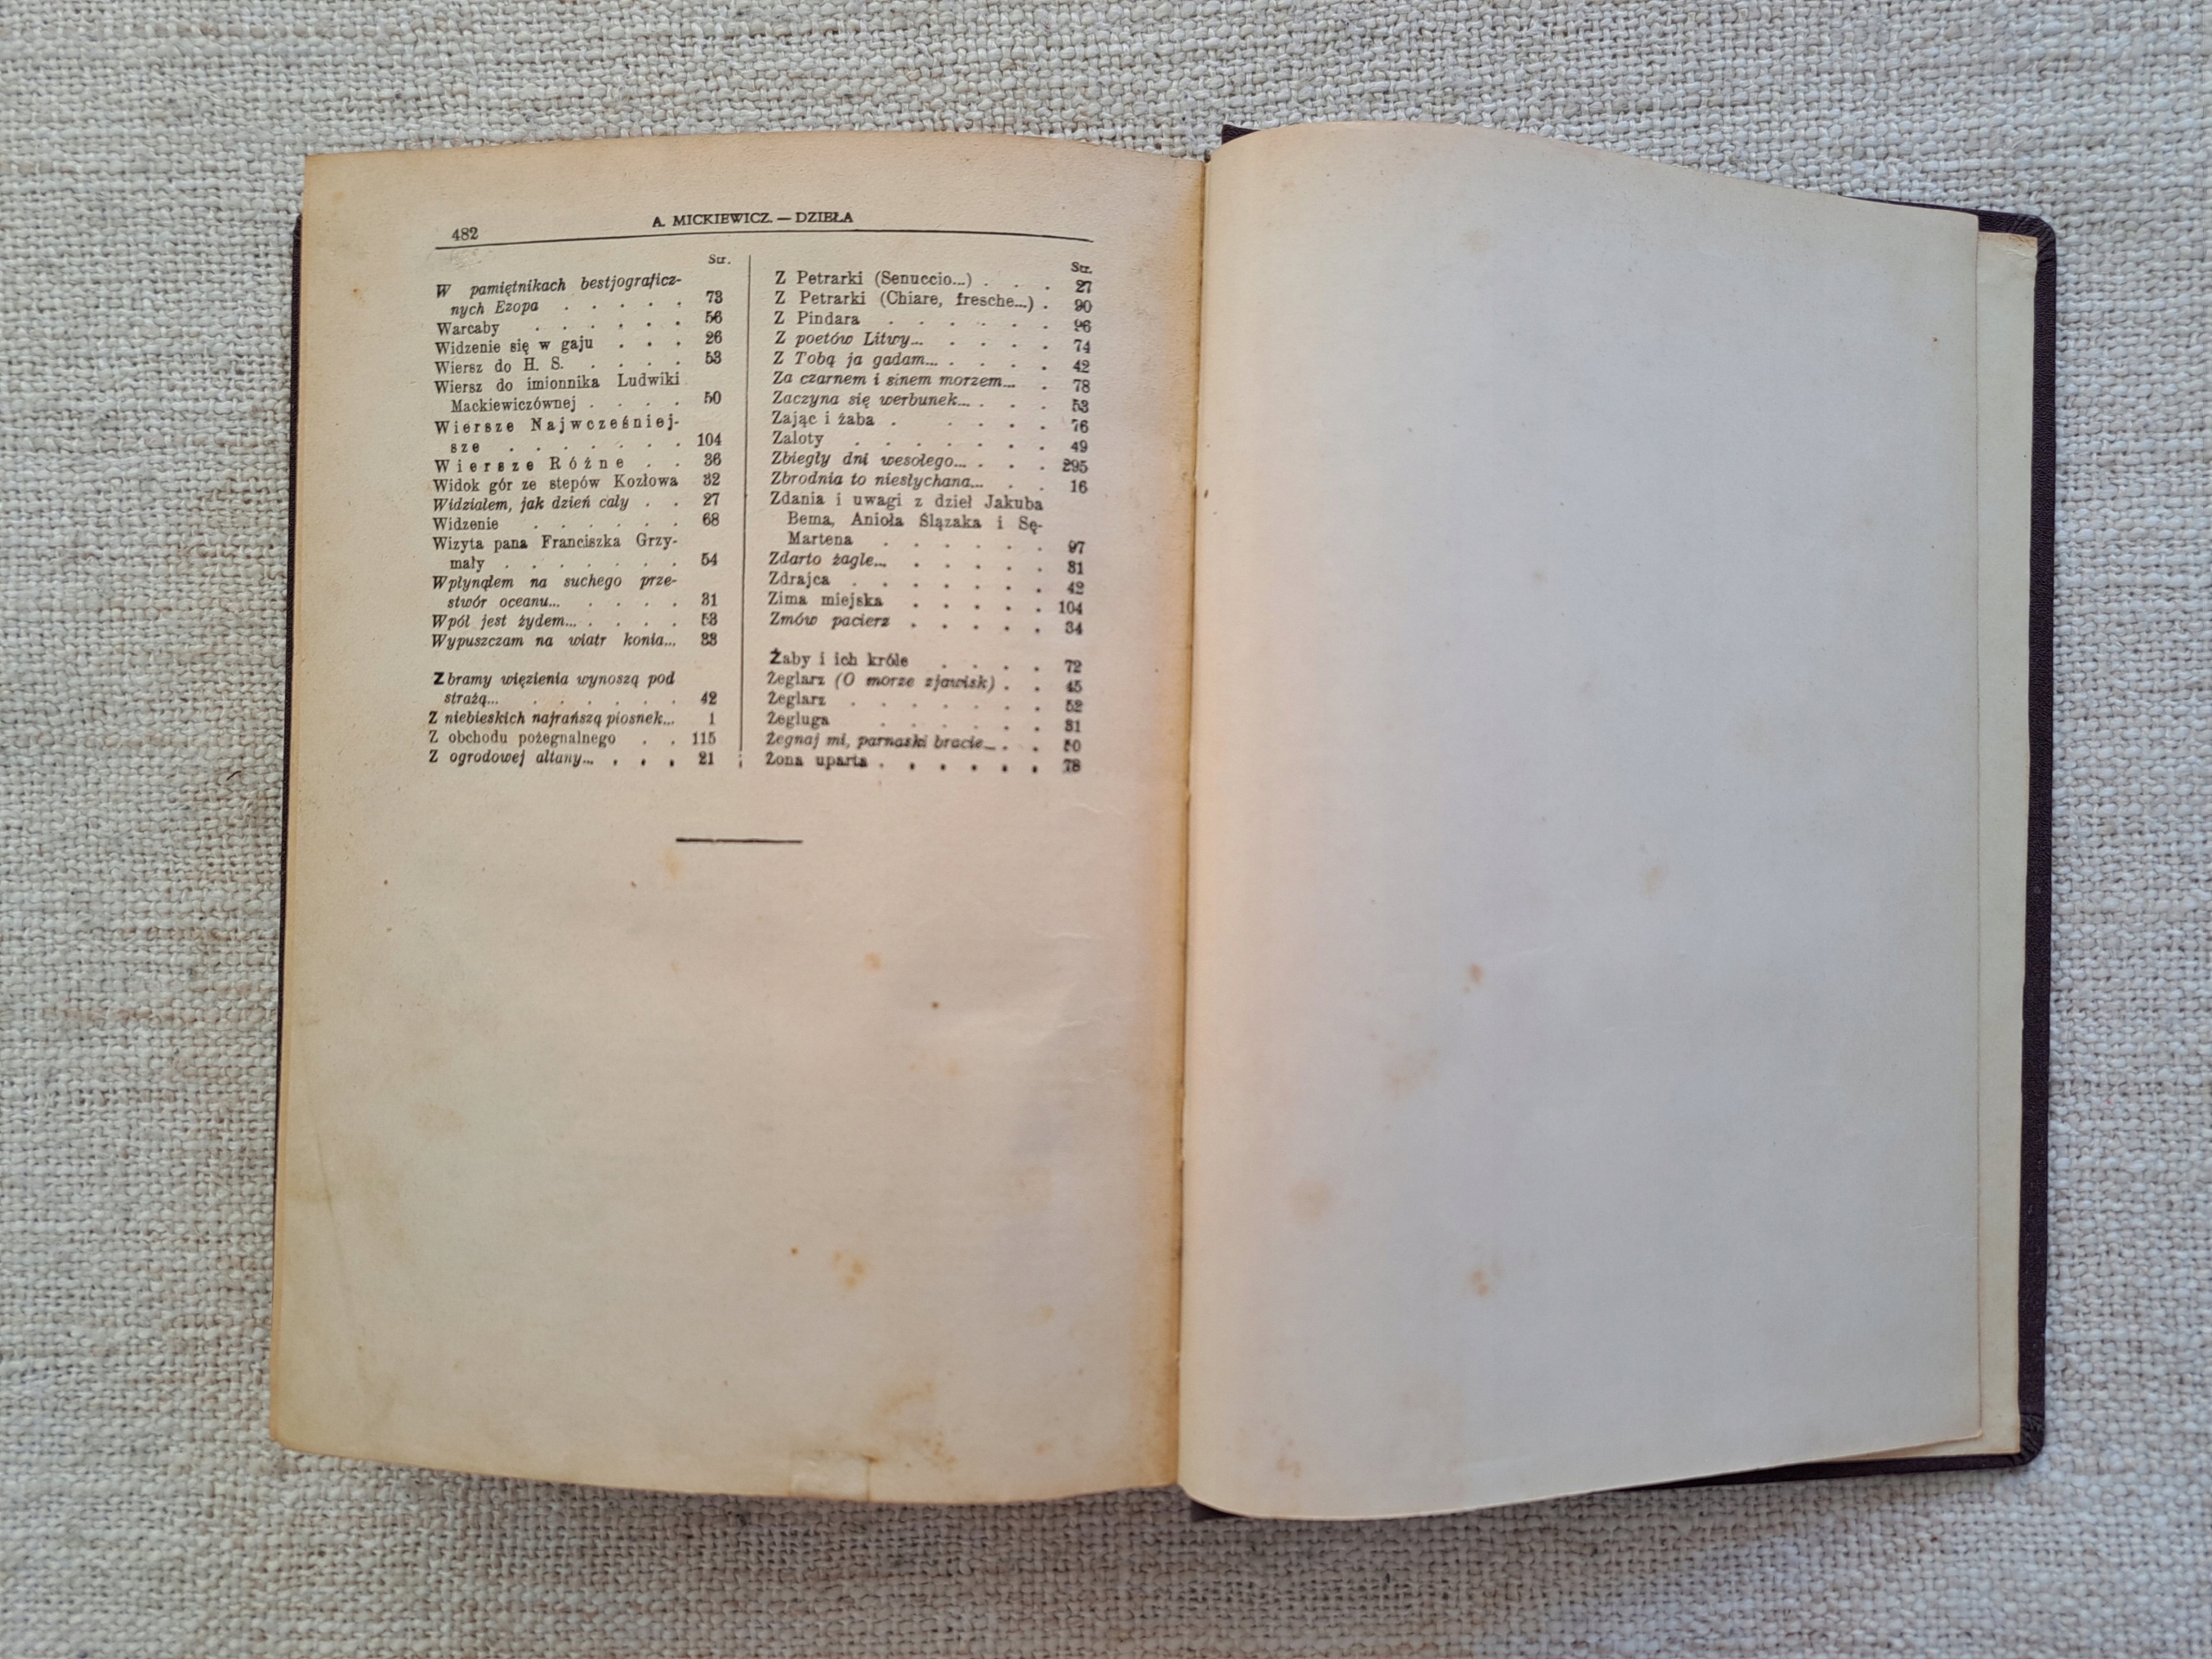 482
A. MICKIEWICZ. — DZIEŁA
Str.
W pamiętnikach bestjograficz-
nych Ezopa . . . . . 73
Warcaby . . . . . . 56
Widzenie się w gaju . . . 26
Wiersz do H. S. . . . . 53
Wiersz do imionnika Ludwiki
Mackiewiczównej . . . . 50
Wiersze Najwcześniej-
sze . . . . . . 104
Wiersze Różne . . 36
Widok gór ze stepów Kozłowa 32
Widziałem, jak dzień cały . . 27
Widzenie . . . . . . 68
Wizyta pana Franciszka Grzy-
mały . . . . . . . 54
Wpłynąłem na suchego prze-
stwór oceanu... . . . . 31
Wpół jest żydem... . . . . 53
Wypuszczam na wiatr konia... 33
Z bramy więzienia wynoszą pod
strażą... . . . . . . 42
Z niebieskich najrańszą piosnek... 1
Z obchodu pożegnalnego . . 115
Z ogrodowej altany... . . . 21
Str.
Z Petrarki (Senuccio...) . . . 27
Z Petrarki (Chiare, fresche...) . 90
Z Pindara . . . . . . 96
Z poetów Litwy... . . . . 74
Z Tobą ja gadam... . . . . 42
Za czarnem i sinem morzem... . 78
Zaczyna się werbunek... . . . 53
Zając i żaba . . . . . 76
Zaloty . . . . . . . 49
Zbiegły dni wesołego... . . . 295
Zbrodnia to niesłychana... . . 16
Zdania i uwagi z dzieł Jakuba
Bema, Anioła Ślązaka i Sę-
Martena . . . . . . 97
Zdarto żagle... . . . . . 31
Zdrajca . . . . . . . 42
Zima miejska . . . . . 104
Zmów pacierz . . . . . 34
Żaby i ich króle . . . . 72
Żeglarz (O morze zjawisk) . . 45
Żeglarz . . . . . . . 52
Żegluga . . . . . . 31
Żegnaj mi, parnaski bracie... . . 50
Żona uparta . . . . . . 78